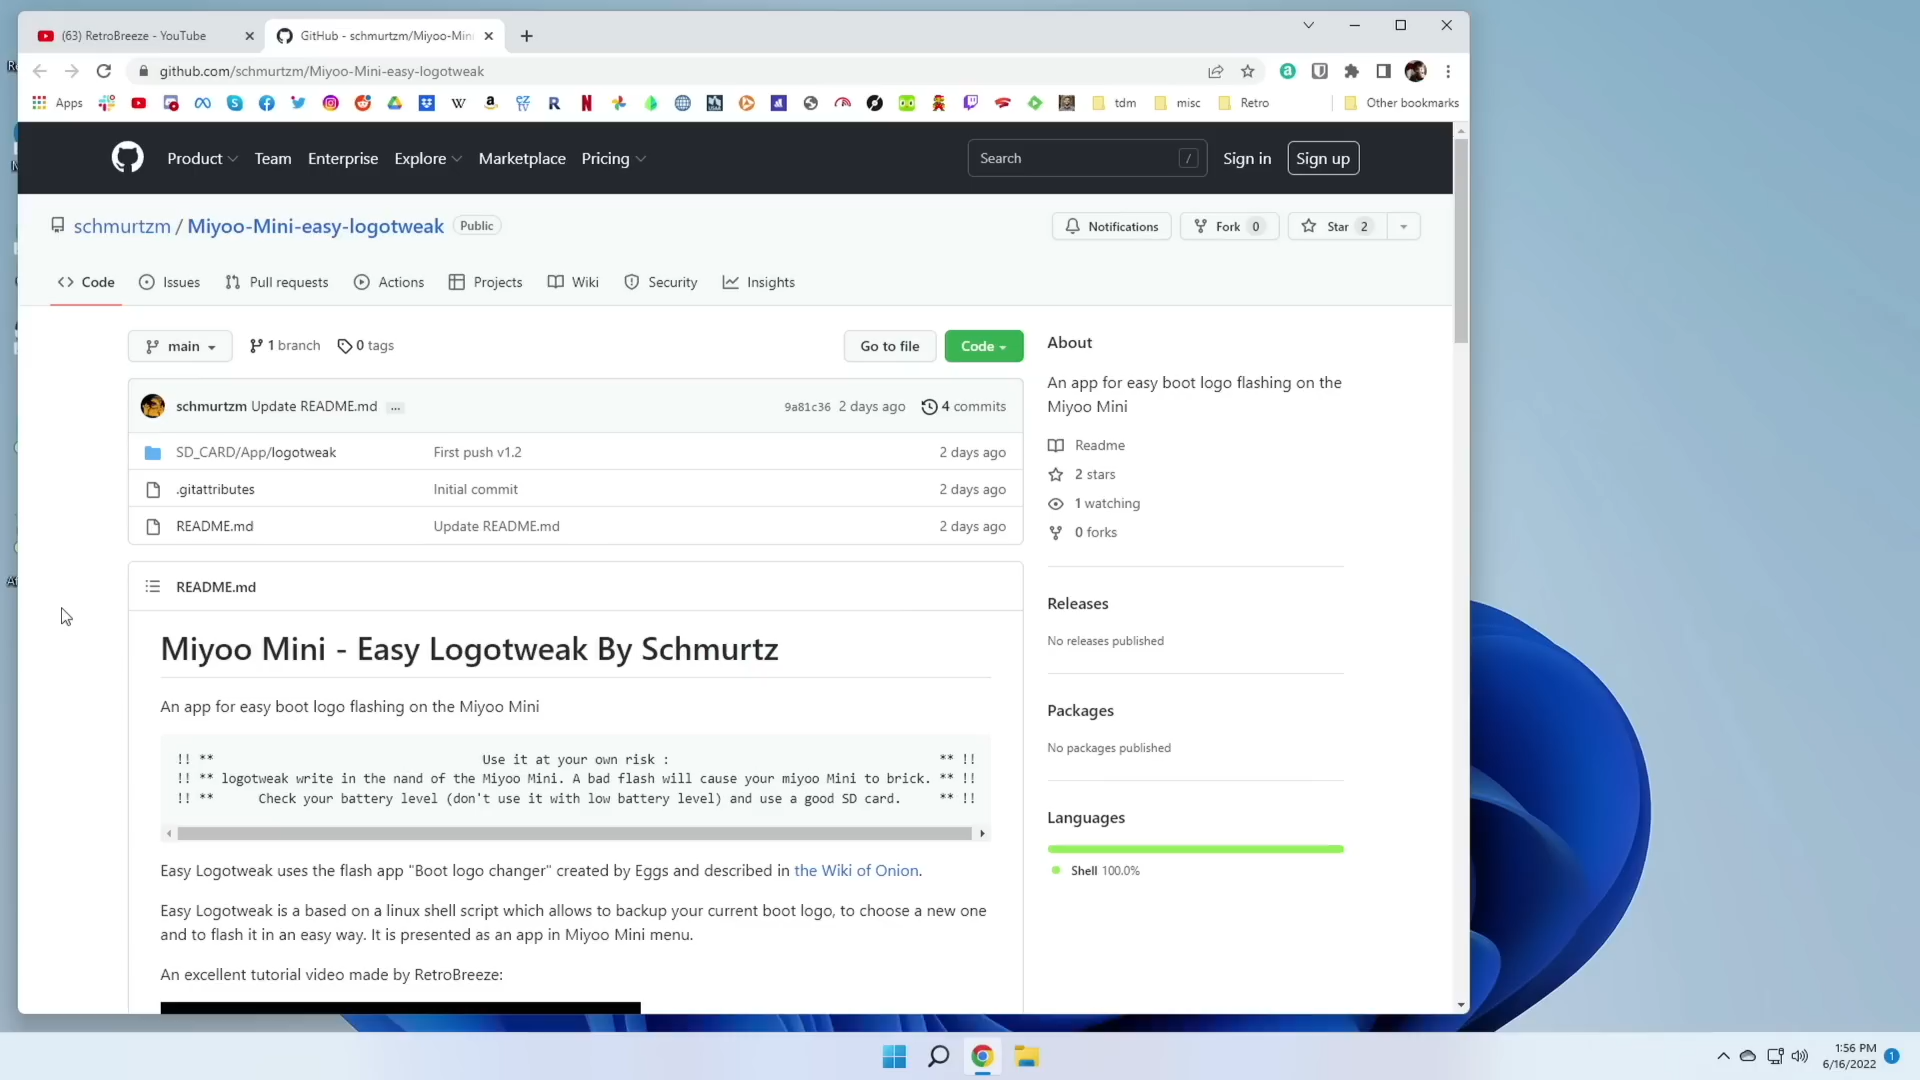 (63) RetroBreeze - YouTube
GitHub - schmurtzm/Miyoo-Mini
github.com/schmurtzm/Miyoo-Mini-easy-logotweak
Apps
tdm
misc
Retro
Other bookmarks
Product
Team
Enterprise
Explore
Marketplace
Pricing
Search
/
Sign in
Sign up
schmurtzm / Miyoo-Mini-easy-logotweak
Public
Notifications
Fork 0
Star 2
Code
Issues
Pull requests
Actions
Projects
Wiki
Security
Insights
main
1 branch
0 tags
Go to file
Code
schmurtzm Update README.md ...
9a81c36 2 days ago
4 commits
SD_CARD/App/logotweak
First push v1.2
2 days ago
.gitattributes
Initial commit
2 days ago
README.md
Update README.md
2 days ago
README.md
Miyoo Mini - Easy Logotweak By Schmurtz
An app for easy boot logo flashing on the Miyoo Mini
!! ** Use it at your own risk : ** !!
!! ** logotweak write in the nand of the Miyoo Mini. A bad flash will cause your miyoo Mini to brick. ** !!
!! ** Check your battery level (don't use it with low battery level) and use a good SD card. ** !!
Easy Logotweak uses the flash app "Boot logo changer" created by Eggs and described in the Wiki of Onion.
Easy Logotweak is a based on a linux shell script which allows to backup your current boot logo, to choose a new one
and to flash it in an easy way. It is presented as an app in Miyoo Mini menu.
An excellent tutorial video made by RetroBreeze:
About
An app for easy boot logo flashing on the
Miyoo Mini
Readme
2 stars
1 watching
0 forks
Releases
No releases published
Packages
No packages published
Languages
Shell 100.0%
1:56 PM
6/16/2022
1